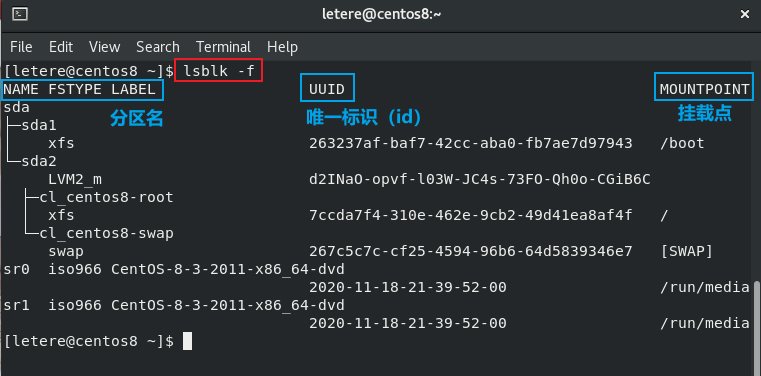 letere@centos8:~
File Edit View Search Terminal Help
[letere@centos8 ~]$ lsblk -f
NAME FSTYPE LABEL UUID MOUNTPOINT
分区名 唯一标识（id） 挂载点
sda
├─sda1
xfs 263237af-baf7-42cc-aba0-fb7ae7d97943 /boot
└─sda2
LVM2_m d2INaO-opvf-l03W-JC4s-73FO-Qh0o-CGiB6C
├─cl_centos8-root
xfs 7ccda7f4-310e-462e-9cb2-49d41ea8af4f /
└─cl_centos8-swap
swap 267c5c7c-cf25-4594-96b6-64d5839346e7 [SWAP]
sr0 iso966 CentOS-8-3-2011-x86_64-dvd
2020-11-18-21-39-52-00 /run/media
sr1 iso966 CentOS-8-3-2011-x86_64-dvd
2020-11-18-21-39-52-00 /run/media
[letere@centos8 ~]$